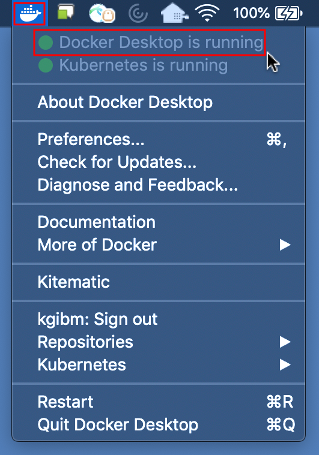 100%
Docker Desktop is running
Kubernetes is running
About Docker Desktop
Preferences... ⌘,
Check for Updates...
Diagnose and Feedback...
Documentation
More of Docker
Kitematic
kgibm: Sign out
Repositories
Kubernetes
Restart ⌘R
Quit Docker Desktop ⌘Q